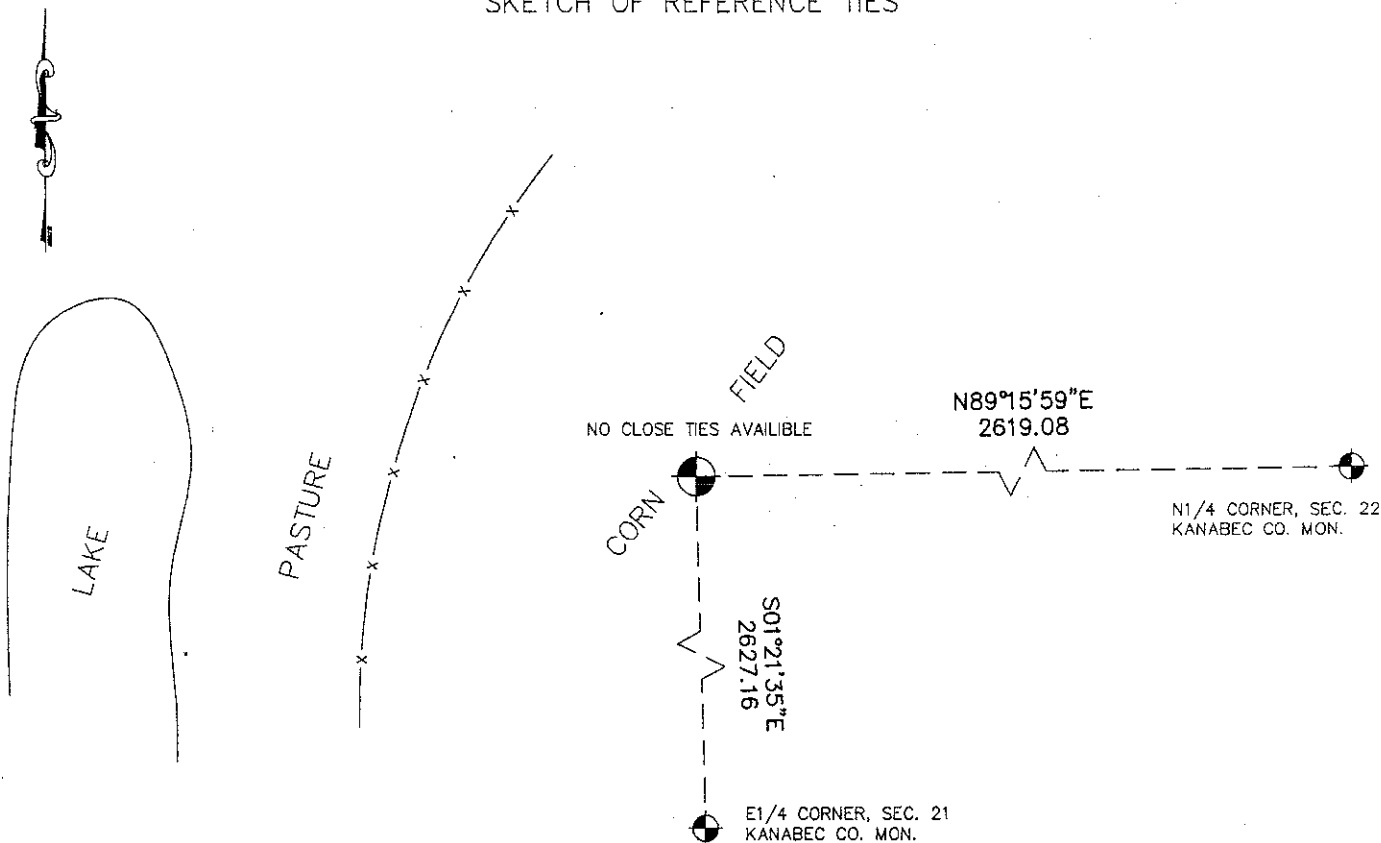 SKETCH OF REFERENCE TIES
FIELD
NO CLOSE TIES AVAILIBLE
N89°15'59"E
2619.08
N1/4 CORNER, SEC. 22
KANABEC CO. MON.
CORN
PASTURE
LAKE
S01°21'35"E
2627.16
E1/4 CORNER, SEC. 21
KANABEC CO. MON.